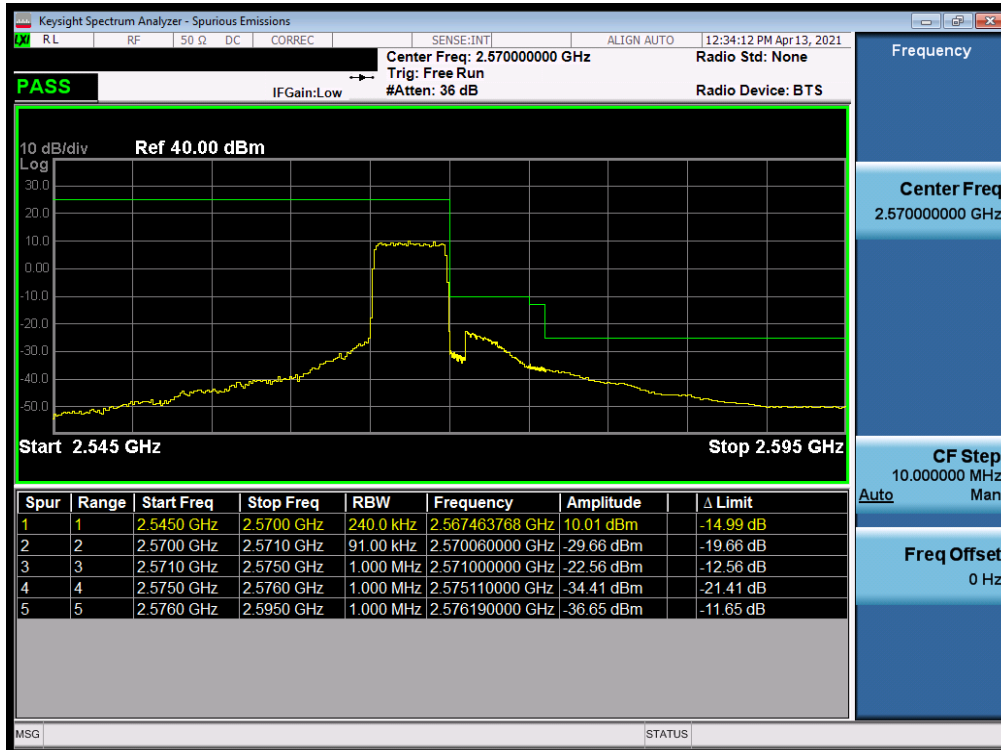 Keysight Spectrum Analyzer - Spurious Emissions
LXI RL RF 50 Ω DC CORREC SENSE:INT ALIGN AUTO 12:34:12 PM Apr 13, 2021
Center Freq: 2.570000000 GHz Radio Std: None
Trig: Free Run
PASS IFGain:Low #Atten: 36 dB Radio Device: BTS
10 dB/div Ref 40.00 dBm
Log
30.0
20.0
10.0
0.00
-10.0
-20.0
-30.0
-40.0
-50.0
Start 2.545 GHz Stop 2.595 GHz
Spur Range Start Freq Stop Freq RBW Frequency Amplitude Δ Limit
1 1 2.5450 GHz 2.5700 GHz 240.0 kHz 2.567463768 GHz 10.01 dBm -14.99 dB
2 2 2.5700 GHz 2.5710 GHz 91.00 kHz 2.570060000 GHz -29.66 dBm -19.66 dB
3 3 2.5710 GHz 2.5750 GHz 1.000 MHz 2.571000000 GHz -22.56 dBm -12.56 dB
4 4 2.5750 GHz 2.5760 GHz 1.000 MHz 2.575110000 GHz -34.41 dBm -21.41 dB
5 5 2.5760 GHz 2.5950 GHz 1.000 MHz 2.576190000 GHz -36.65 dBm -11.65 dB
MSG STATUS
Frequency
Center Freq
2.570000000 GHz
CF Step
10.000000 MHz
Auto Man
Freq Offset
0 Hz